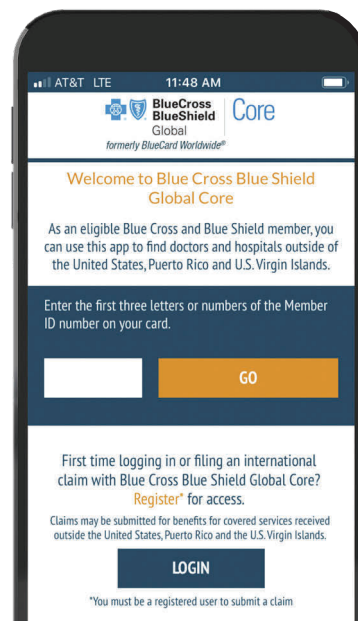 AT&T LTE 11:48 AM
BlueCross
BlueShield
Global
Core
formerly BlueCard Worldwide®
Welcome to Blue Cross Blue Shield
Global Core
As an eligible Blue Cross and Blue Shield member, you
can use this app to find doctors and hospitals outside of
the United States, Puerto Rico and U.S. Virgin Islands.
Enter the first three letters or numbers of the Member
ID number on your card.
GO
First time logging in or filing an international
claim with Blue Cross Blue Shield Global Core?
Register* for access.
Claims may be submitted for benefits for covered services received
outside the United States, Puerto Rico and the U.S. Virgin Islands.
LOGIN
*You must be a registered user to submit a claim